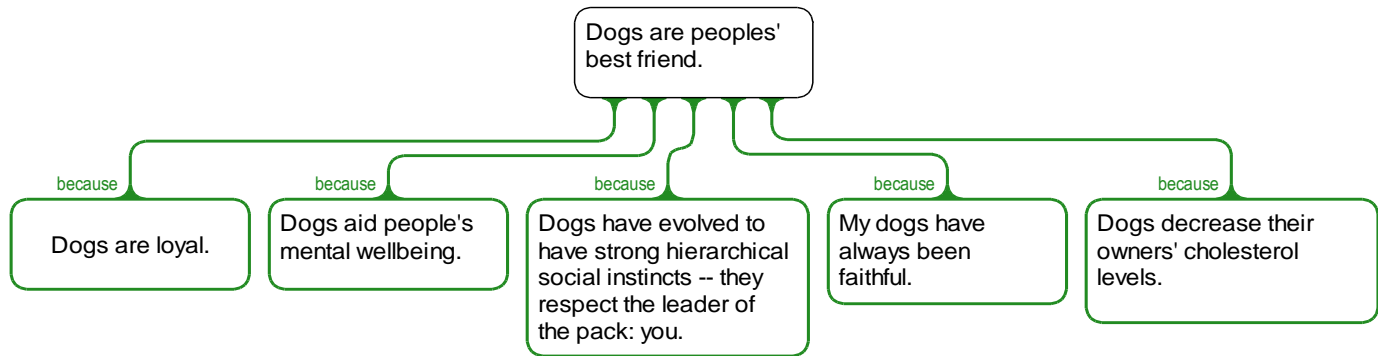 Dogs are peoples'
best friend.
because
because
because
because
because
Dogs are loyal.
Dogs aid people's
mental wellbeing.
Dogs have evolved to
have strong hierarchical
social instincts -- they
respect the leader of
the pack: you.
My dogs have
always been
faithful.
Dogs decrease their
owners' cholesterol
levels.